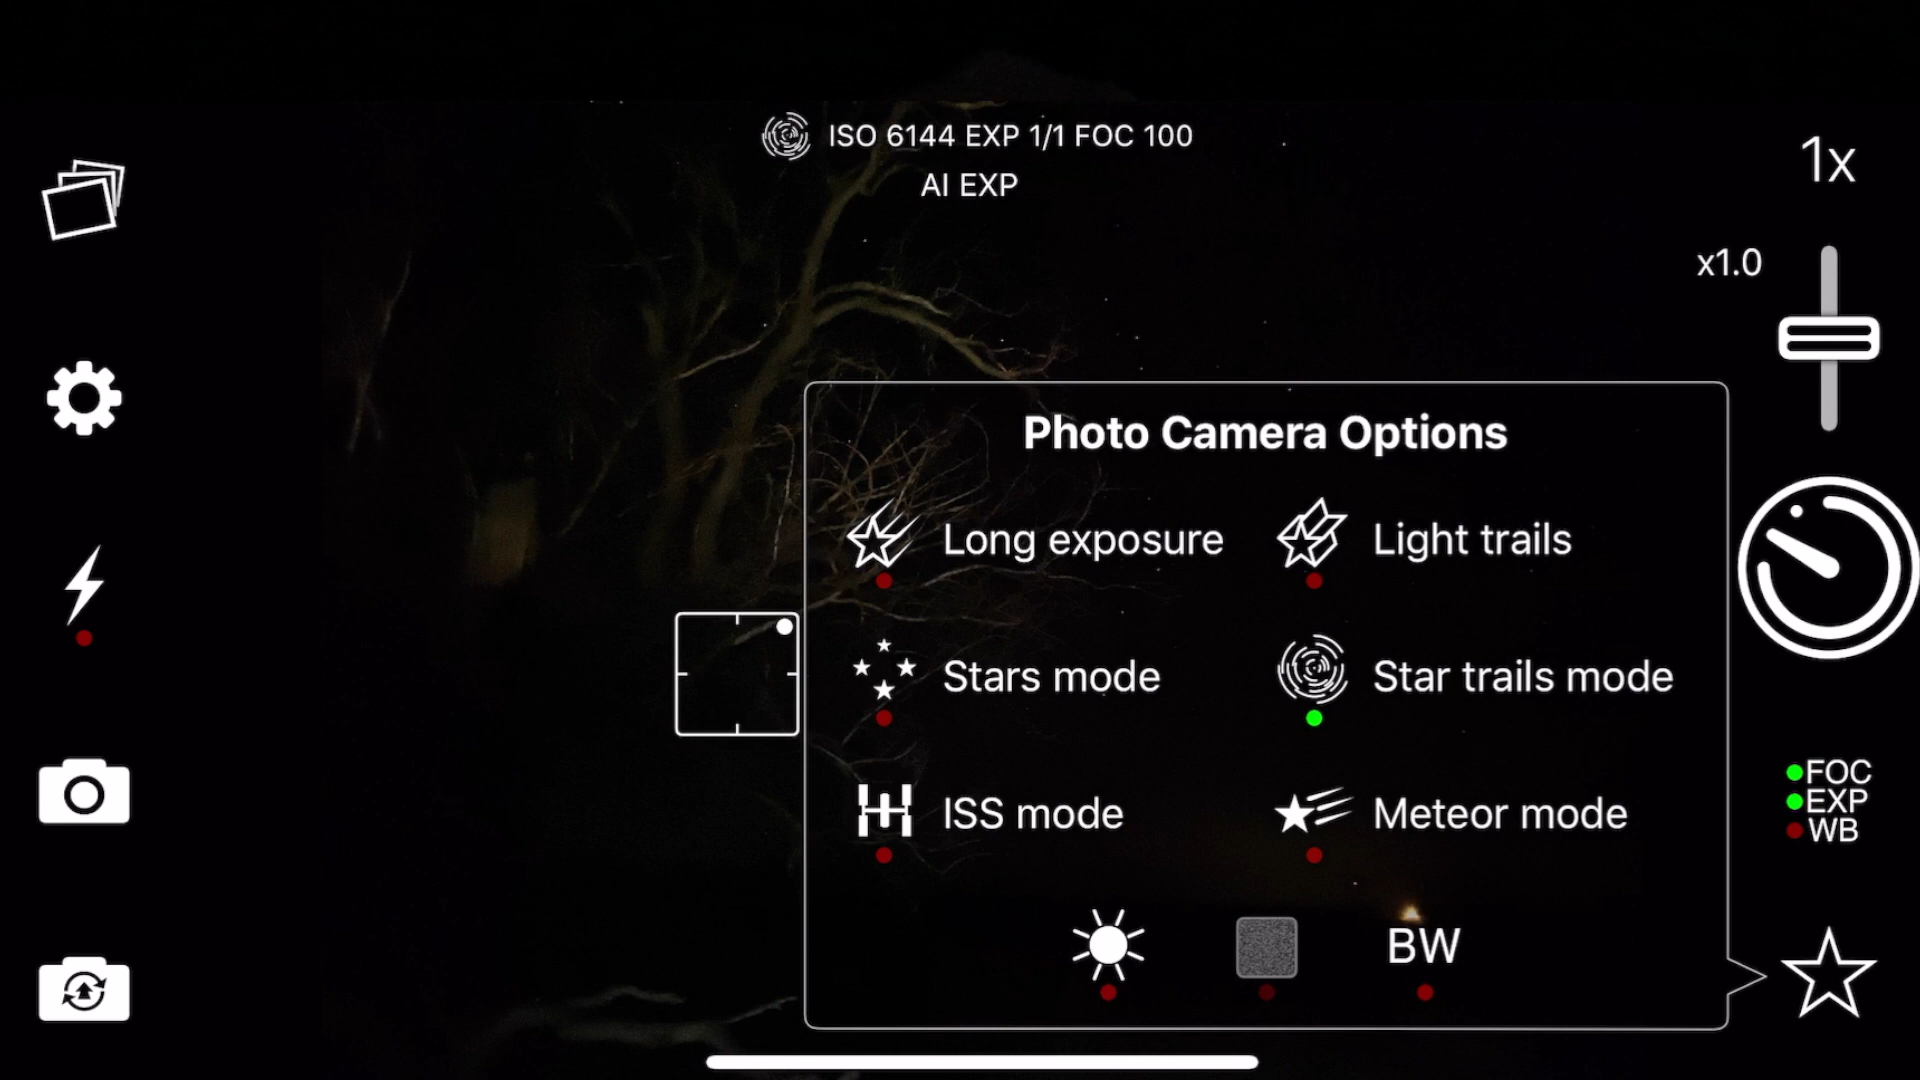 ISO 6144 EXP 1/1 FOC 100
AI EXP
1x
x1.0
Photo Camera Options
Long exposure
Light trails
Stars mode
Star trails mode
ISS mode
Meteor mode
BW
FOC
EXP
WB